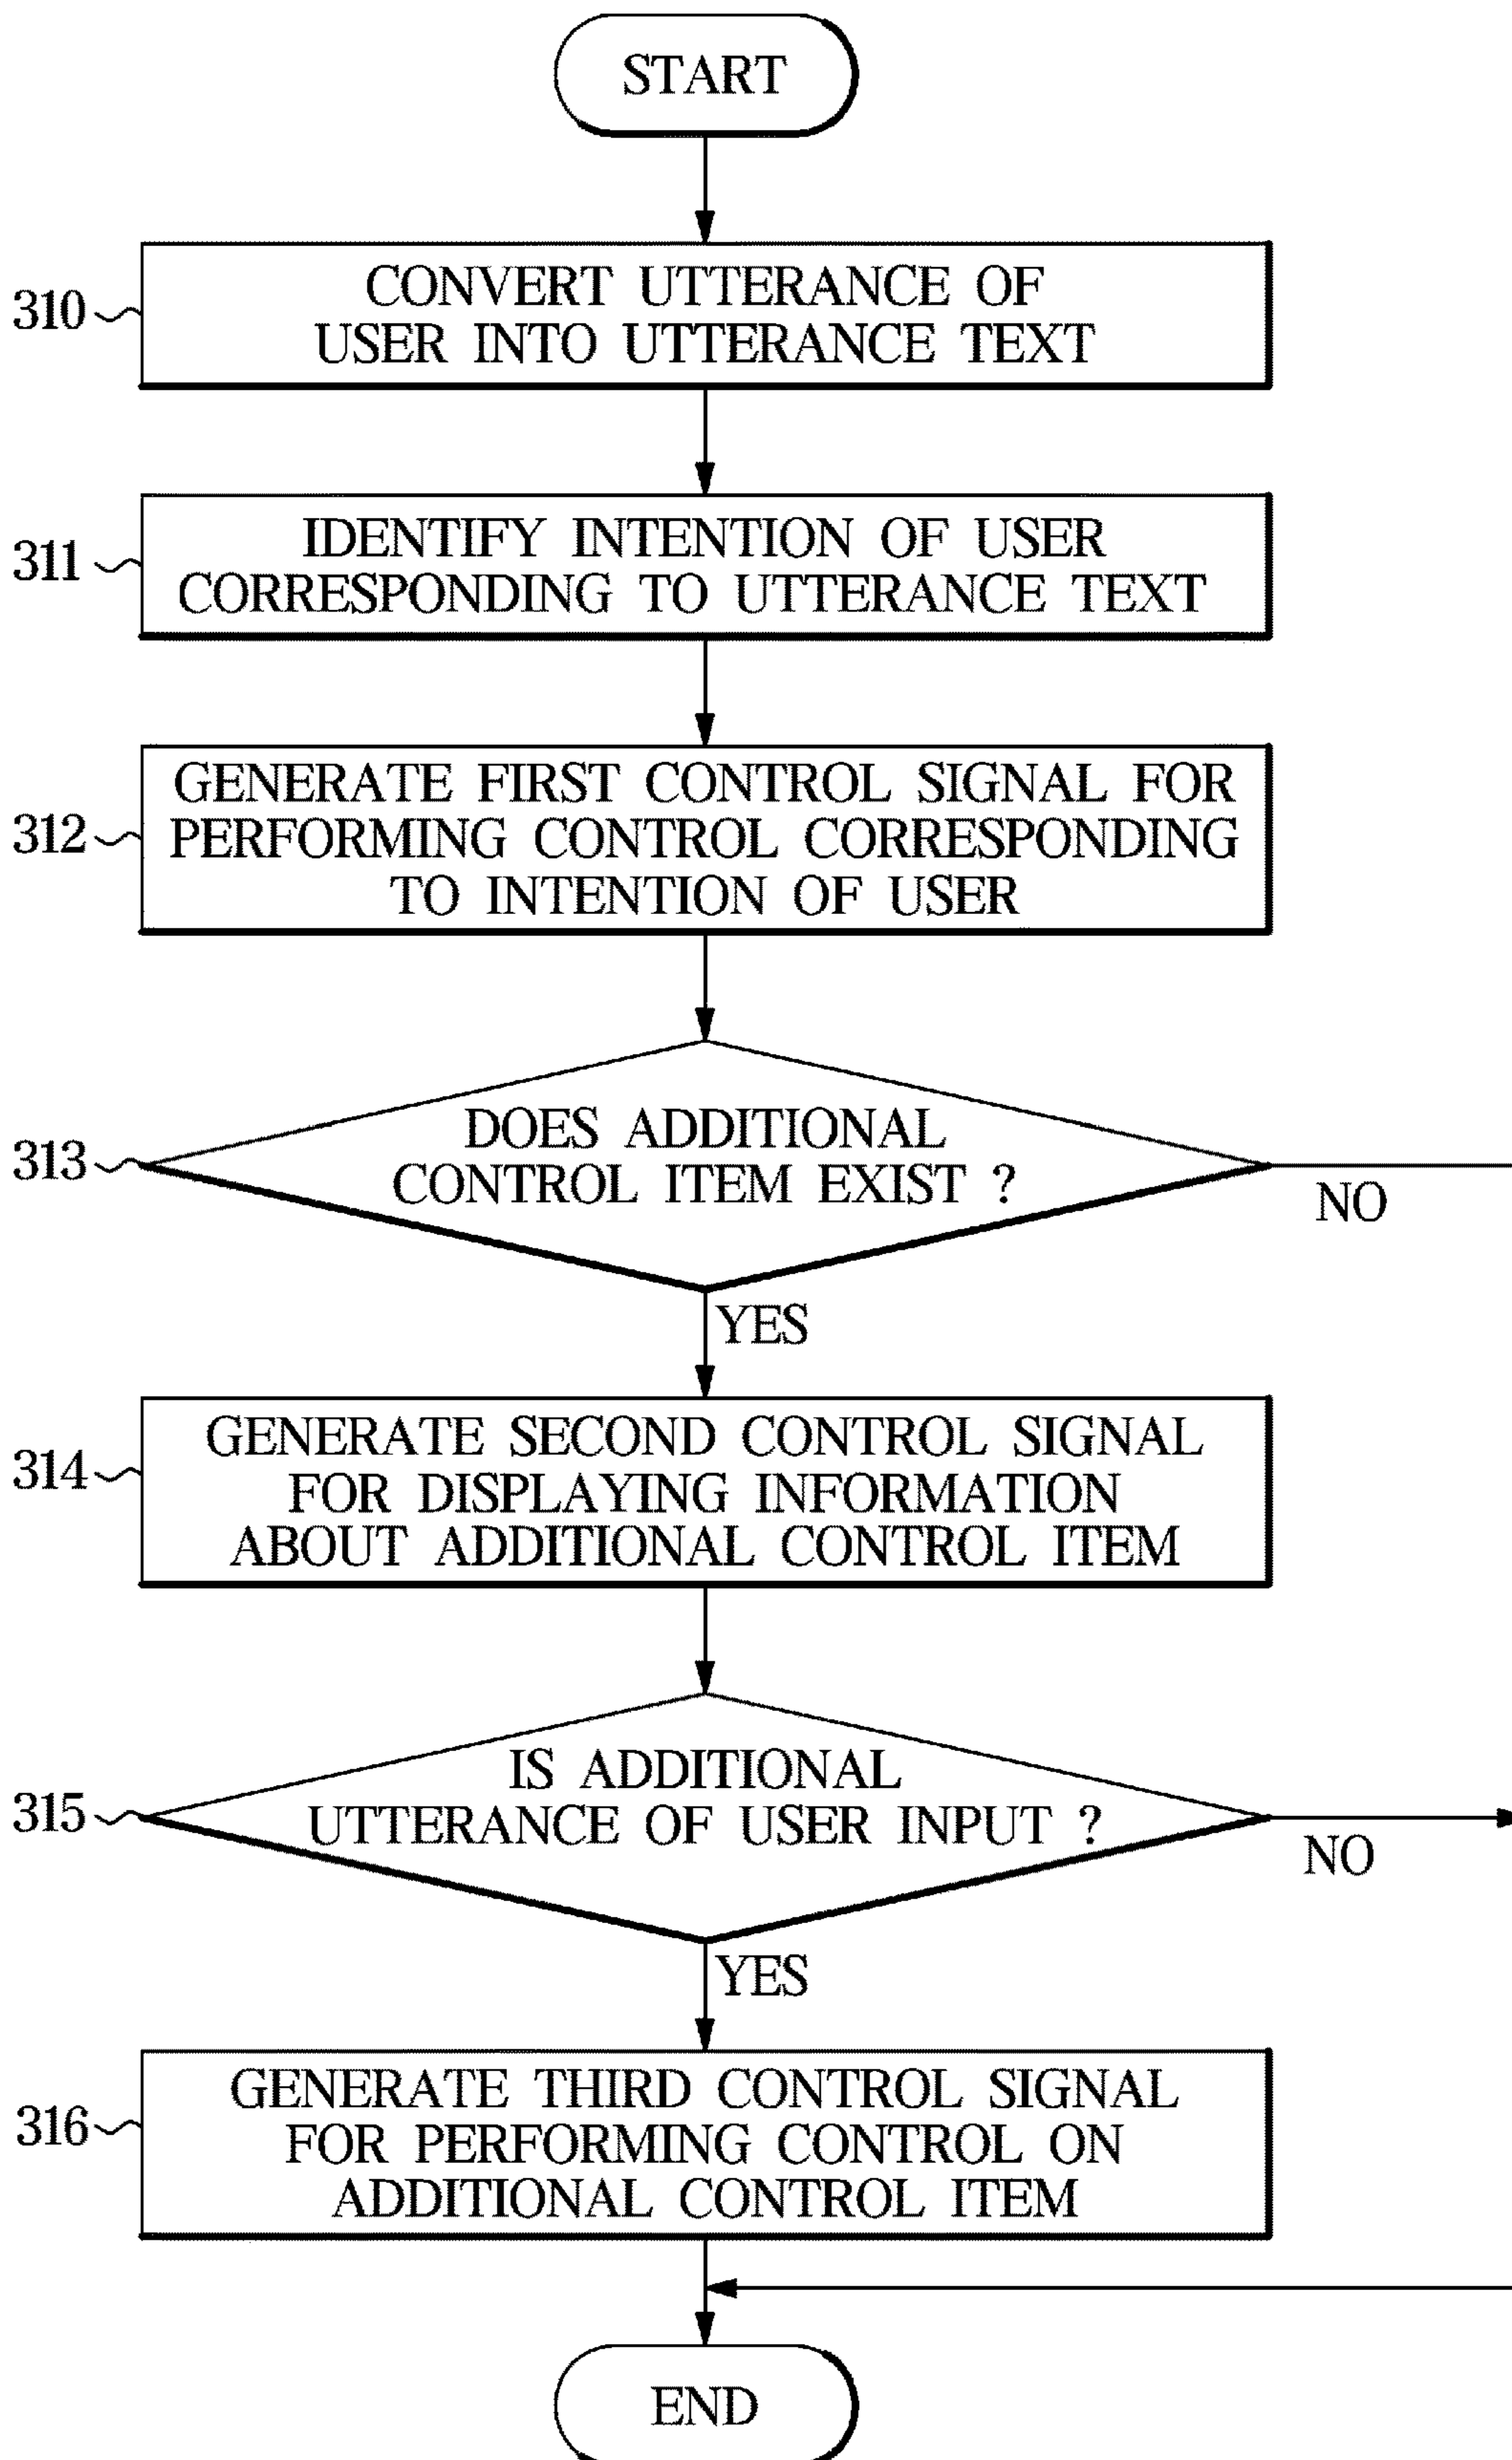 START
310
CONVERT UTTERANCE OF
USER INTO UTTERANCE TEXT
311
IDENTIFY INTENTION OF USER
CORRESPONDING TO UTTERANCE TEXT
312
GENERATE FIRST CONTROL SIGNAL FOR
PERFORMING CONTROL CORRESPONDING
TO INTENTION OF USER
313
DOES ADDITIONAL
CONTROL ITEM EXIST ?
NO
YES
314
GENERATE SECOND CONTROL SIGNAL
FOR DISPLAYING INFORMATION
ABOUT ADDITIONAL CONTROL ITEM
315
IS ADDITIONAL
UTTERANCE OF USER INPUT ?
NO
YES
316
GENERATE THIRD CONTROL SIGNAL
FOR PERFORMING CONTROL ON
ADDITIONAL CONTROL ITEM
END